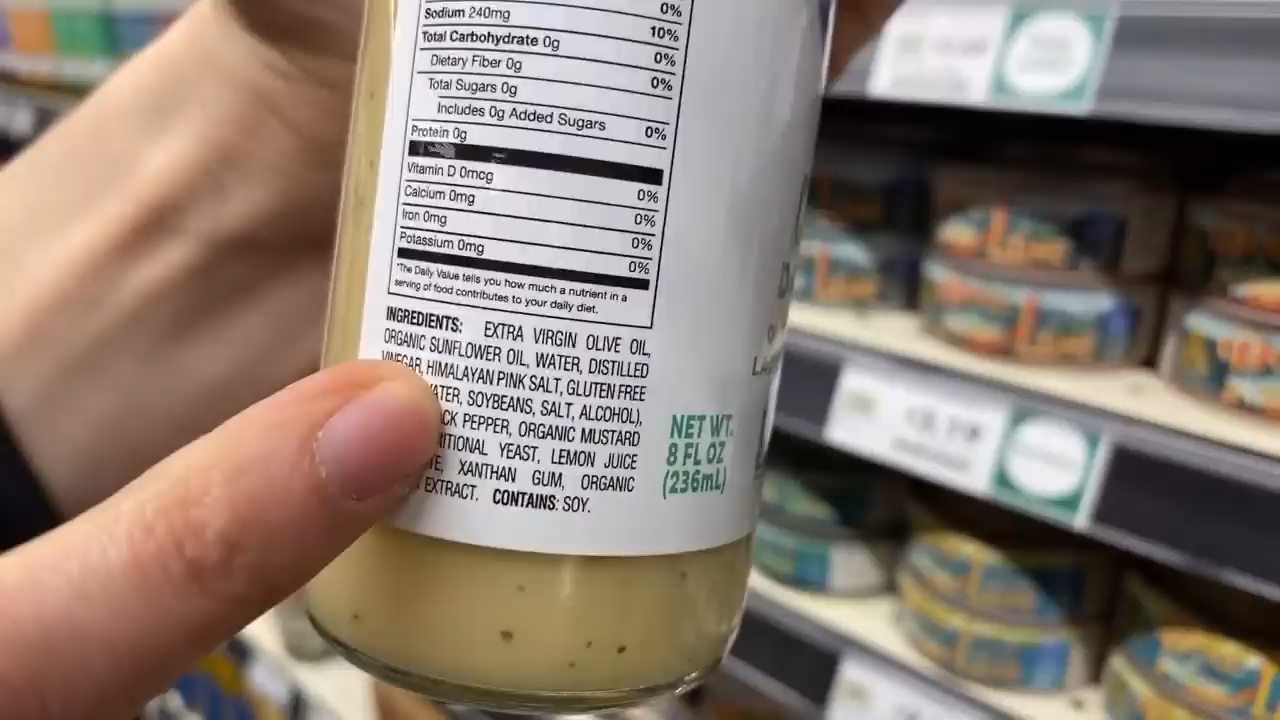 0%
Sodium 240mg 10%
Total Carbohydrate 0g 0%
Dietary Fiber 0g 0%
Total Sugars 0g
Includes 0g Added Sugars 0%
Protein 0g
Vitamin D 0mcg 0%
Calcium 0mg 0%
Iron 0mg 0%
Potassium 0mg 0%
*The Daily Value tells you how much a nutrient in a
serving of food contributes to your daily diet.
INGREDIENTS: EXTRA VIRGIN OLIVE OIL,
ORGANIC SUNFLOWER OIL, WATER, DISTILLED
VINEGAR, HIMALAYAN PINK SALT, GLUTEN FREE
SOYBEANS, SALT, ALCOHOL),
PEPPER, ORGANIC MUSTARD
YEAST, LEMON JUICE
XANTHAN GUM, ORGANIC
EXTRACT. CONTAINS: SOY.
NET WT.
8 FL OZ
(236mL)